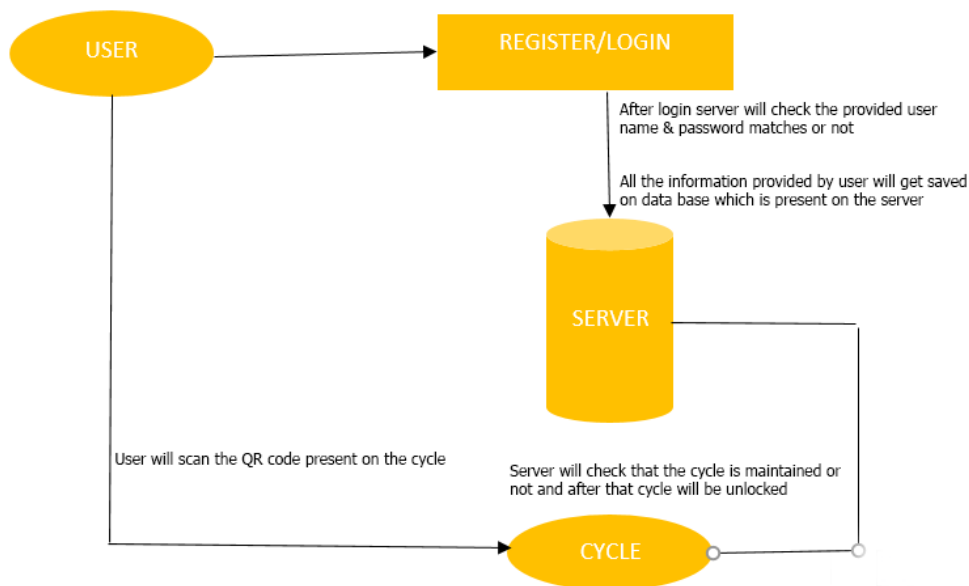 USER
REGISTER/LOGIN
After login server will check the provided user
name & password matches or not
All the information provided by user will get saved
on data base which is present on the server
SERVER
User will scan the QR code present on the cycle
Server will check that the cycle is maintained or
not and after that cycle will be unlocked
CYCLE